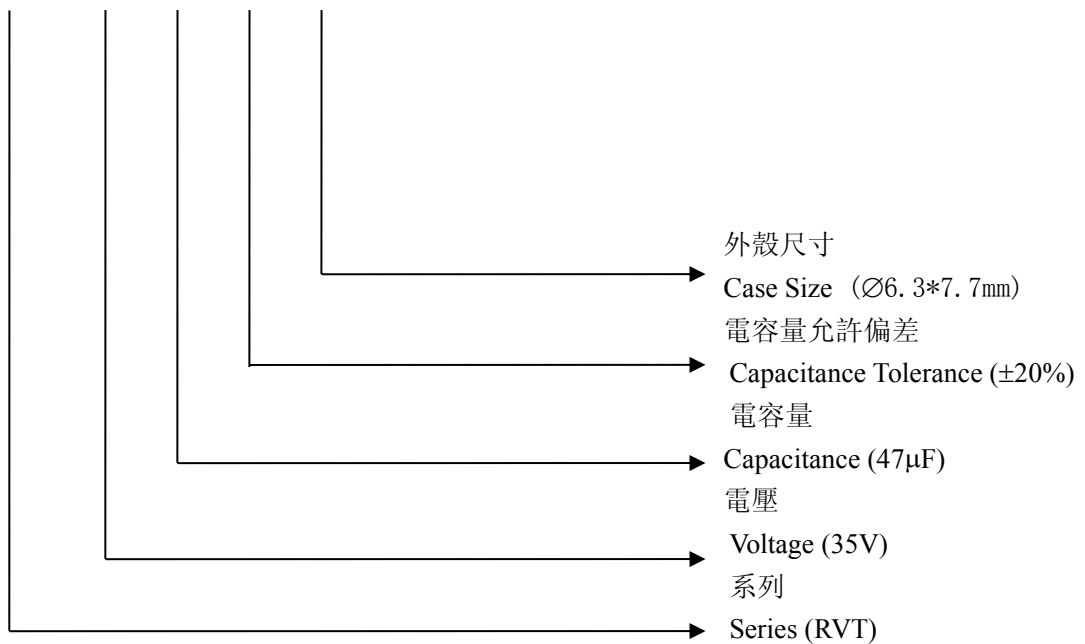 外殼尺寸
Case Size（∅6.3*7.7mm）
電容量允許偏差
Capacitance Tolerance (±20%)
電容量
Capacitance (47μF)
電壓
Voltage (35V)
系列
Series (RVT)